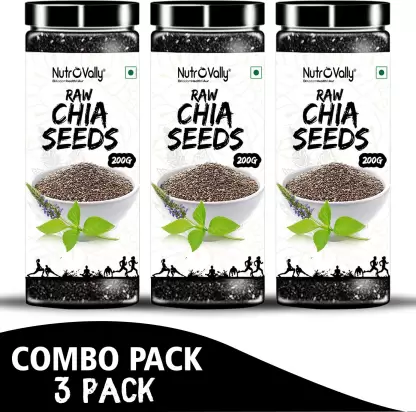 NutroVally
RAW
CHIA
SEEDS
200G
NutroVally
RAW
CHIA
SEEDS
200G
NutroVally
RAW
CHIA
SEEDS
200G
COMBO PACK
3 PACK